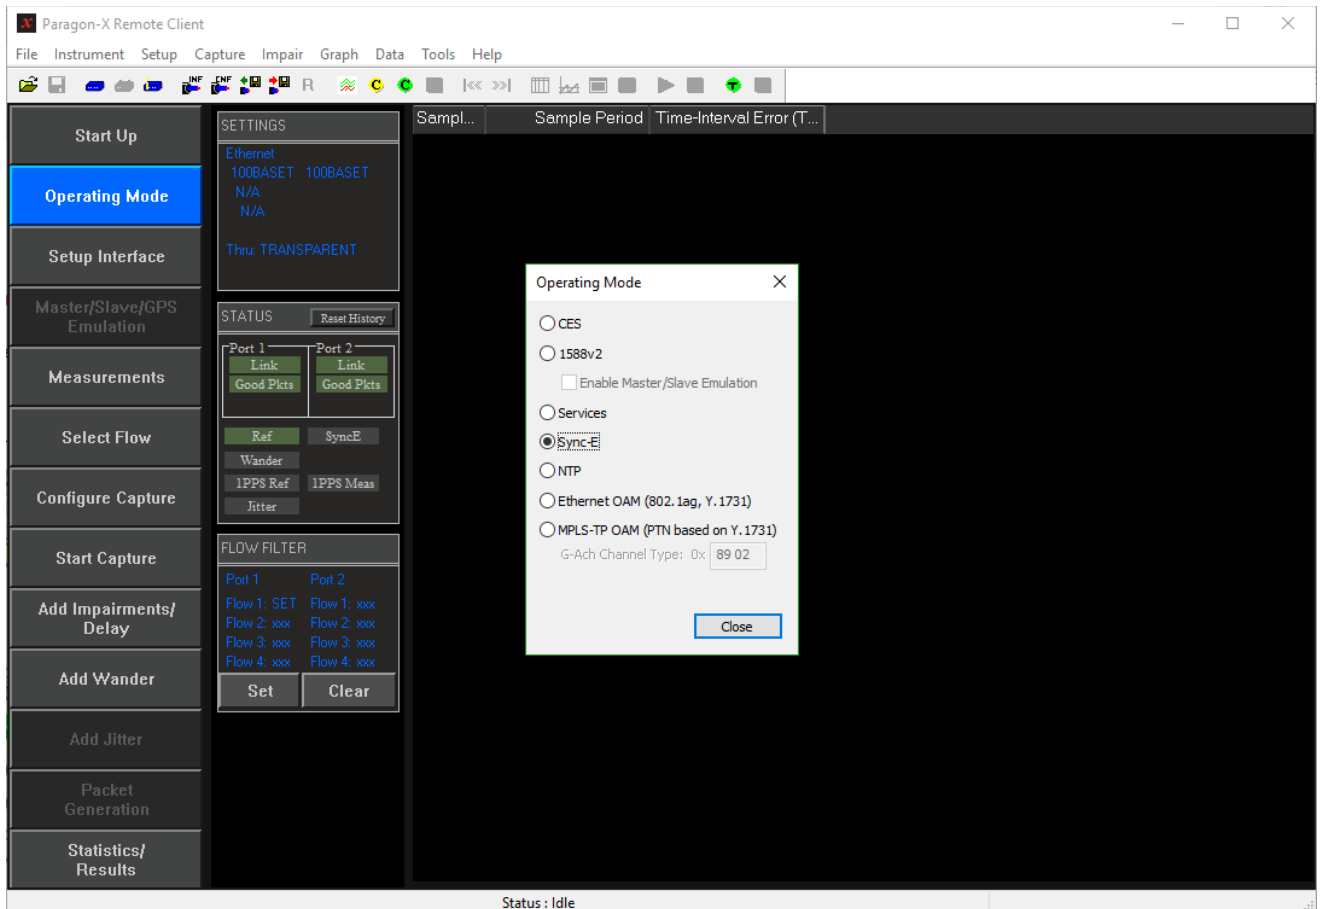 Paragon-X Remote Client
File Instrument Setup Capture Impair Graph Data Tools Help
INF CNF R C C T
Start Up
Operating Mode
Setup Interface
Master/Slave/GPS
Emulation
Measurements
Select Flow
Configure Capture
Start Capture
Add Impairments/
Delay
Add Wander
Add Jitter
Packet
Generation
Statistics/
Results
SETTINGS
Ethernet
100BASET 100BASET
N/A
N/A
Thru: TRANSPARENT
STATUS Reset History
Port 1 Port 2
Link Link
Good Pkts Good Pkts
Ref SyncE
Wander
1PPS Ref 1PPS Meas
Jitter
FLOW FILTER
Port 1 Port 2
Flow 1: SET Flow 1: xxx
Flow 2: xxx Flow 2: xxx
Flow 3: xxx Flow 3: xxx
Flow 4: xxx Flow 4: xxx
Set Clear
Sampl... Sample Period Time-Interval Error (T...
Operating Mode
CES
1588v2
Enable Master/Slave Emulation
Services
Sync-E
NTP
Ethernet OAM (802.1ag, Y.1731)
MPLS-TP OAM (PTN based on Y.1731)
G-Ach Channel Type: 0x 89 02
Close
Status : Idle